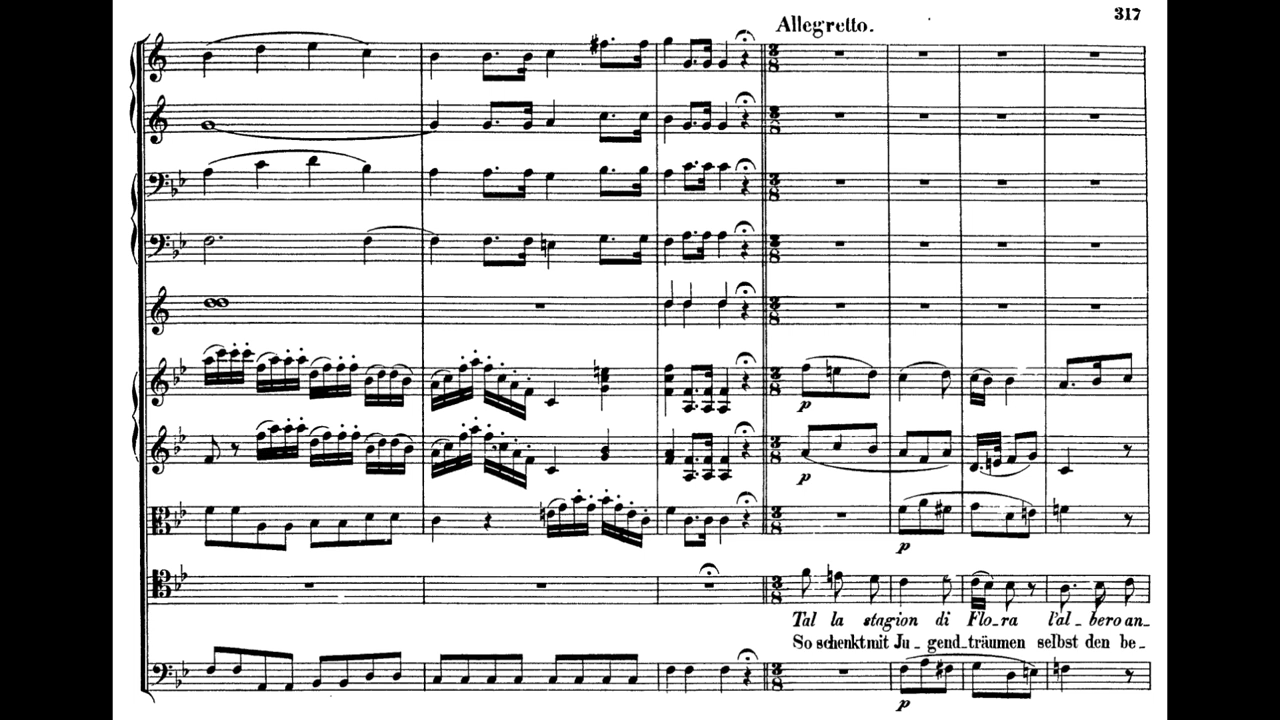 317
Allegretto.
p
p
p
Tal la stagion di Flo_ra l'al_bero an_
So schenkt mit Ju_gend_träumen selbst den be_
p